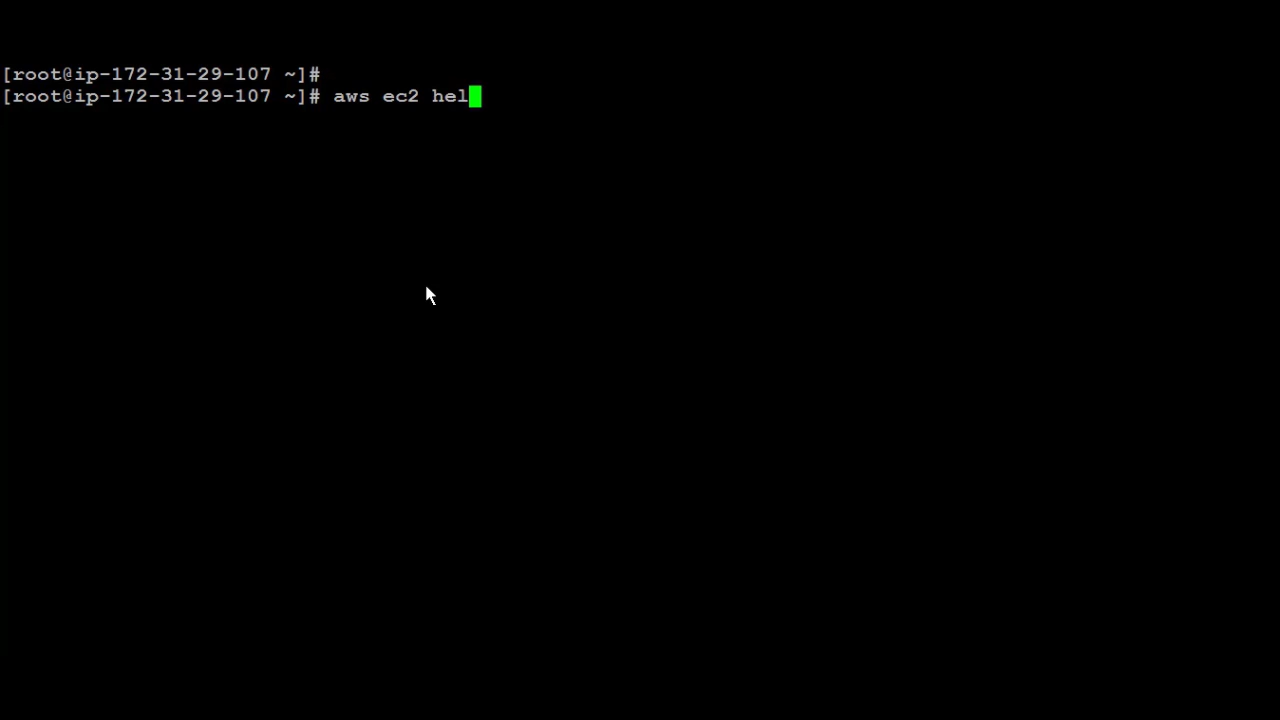 [root@ip-172-31-29-107 ~]#
[root@ip-172-31-29-107 ~]# aws ec2 hel